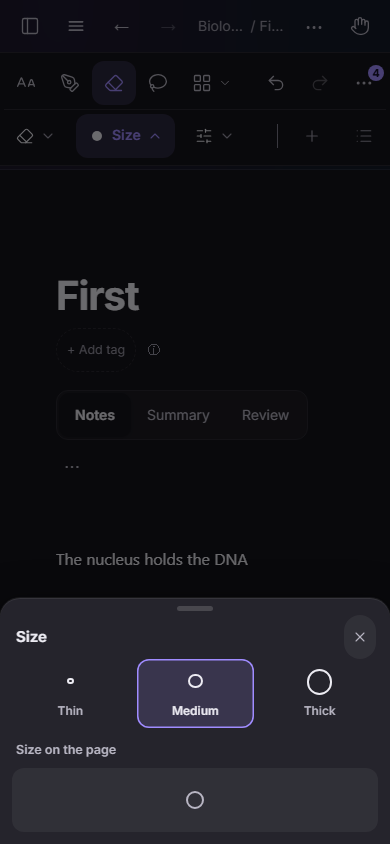 Biolo... / Fi...
AA
4
Size
First
+ Add tag
Notes Summary Review
The nucleus holds the DNA
Size
Thin Medium Thick
Size on the page